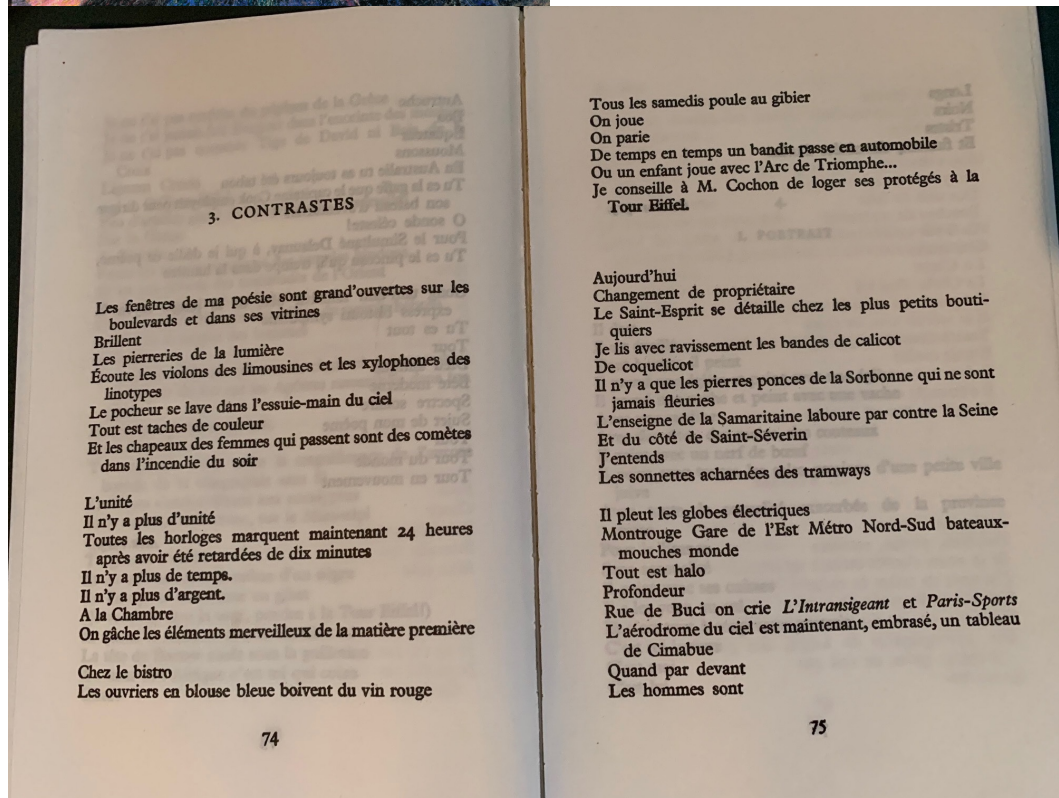 3. CONTRASTES
Les fenêtres de ma poésie sont grand'ouvertes sur les
boulevards et dans ses vitrines
Brillent
Les pierreries de la lumière
Écoute les violons des limousines et les xylophones des
linotypes
Le pocheur se lave dans l'essuie-main du ciel
Tout est taches de couleur
Et les chapeaux des femmes qui passent sont des comètes
dans l'incendie du soir
L'unité
Il n'y a plus d'unité
Toutes les horloges marquent maintenant 24 heures
après avoir été retardées de dix minutes
Il n'y a plus de temps.
Il n'y a plus d'argent.
A la Chambre
On gâche les éléments merveilleux de la matière première
Chez le bistro
Les ouvriers en blouse bleue boivent du vin rouge
74
Tous les samedis poule au gibier
On joue
On parie
De temps en temps un bandit passe en automobile
Ou un enfant joue avec l'Arc de Triomphe...
Je conseille à M. Cochon de loger ses protégés à la
Tour Eiffel.
Aujourd'hui
Changement de propriétaire
Le Saint-Esprit se détaille chez les plus petits bouti-
quiers
Je lis avec ravissement les bandes de calicot
De coquelicot
Il n'y a que les pierres ponces de la Sorbonne qui ne sont
jamais fleuries
L'enseigne de la Samaritaine laboure par contre la Seine
Et du côté de Saint-Séverin
J'entends
Les sonnettes acharnées des tramways
Il pleut les globes électriques
Montrouge Gare de l'Est Métro Nord-Sud bateaux-
mouches monde
Tout est halo
Profondeur
Rue de Buci on crie L'Intransigeant et Paris-Sports
L'aérodrome du ciel est maintenant, embrasé, un tableau
de Cimabue
Quand par devant
Les hommes sont
75